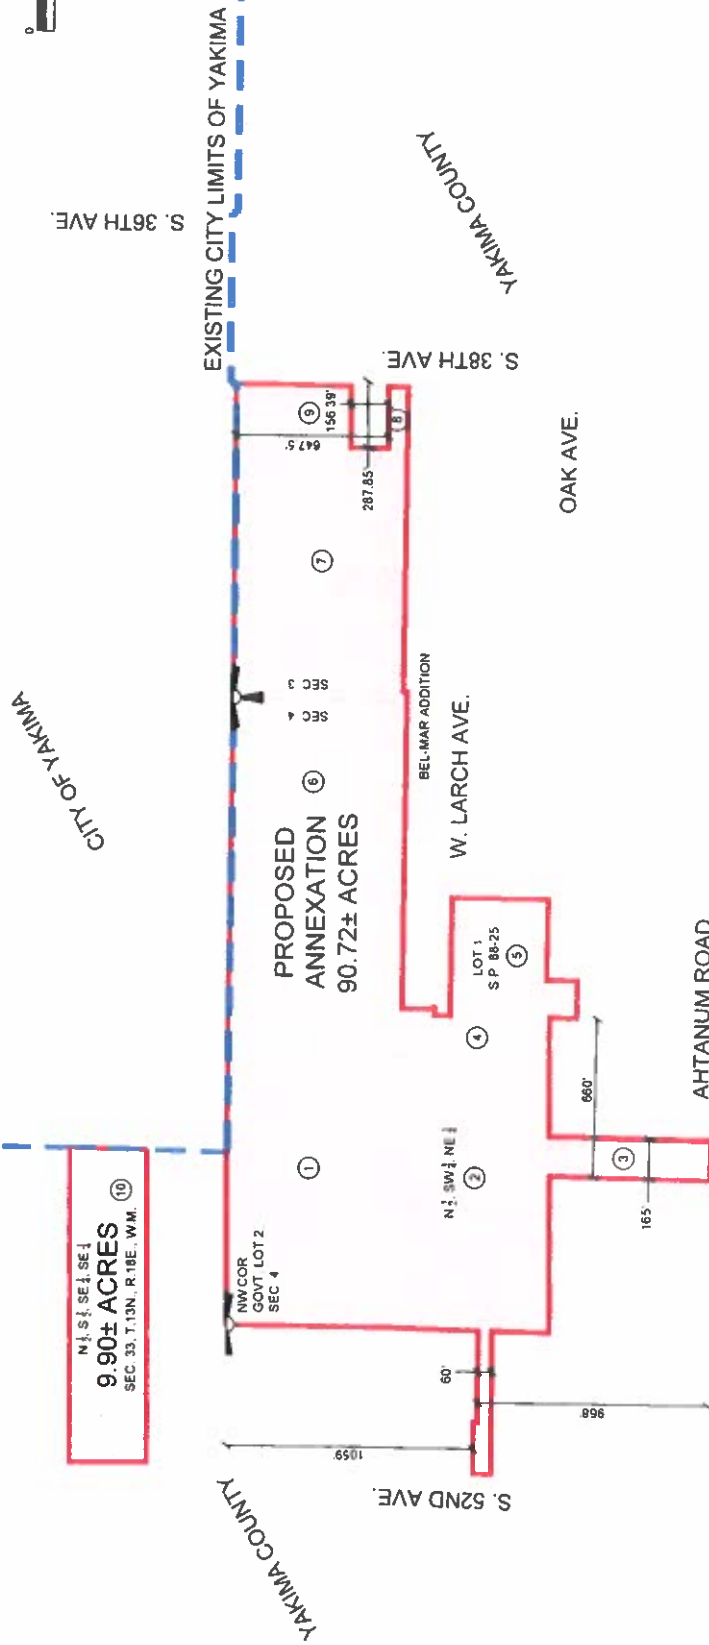 0
S. 36TH AVE.
EXISTING CITY LIMITS OF YAKIMA
YAKIMA COUNTY
S. 38TH AVE.
9
156.39'
647.5'
8
287.85'
OAK AVE.
7
CITY OF YAKIMA
SEC 3
SEC 4
BEL-MAR ADDITION
W. LARCH AVE.
6
PROPOSED
ANNEXATION
90.72± ACRES
LOT 1
S.P. 88-25
5
4
AHTANUM ROAD
660'
1
N½, SW¼, NE¼
2
3
165'
N½, S½, SE¼, SE¼
9.90± ACRES
10
SEC. 33, T.13N., R.18E., W.M.
NW COR
GOVT LOT 2
SEC. 4
60'
968'
1059'
S. 52ND AVE.
YAKIMA COUNTY